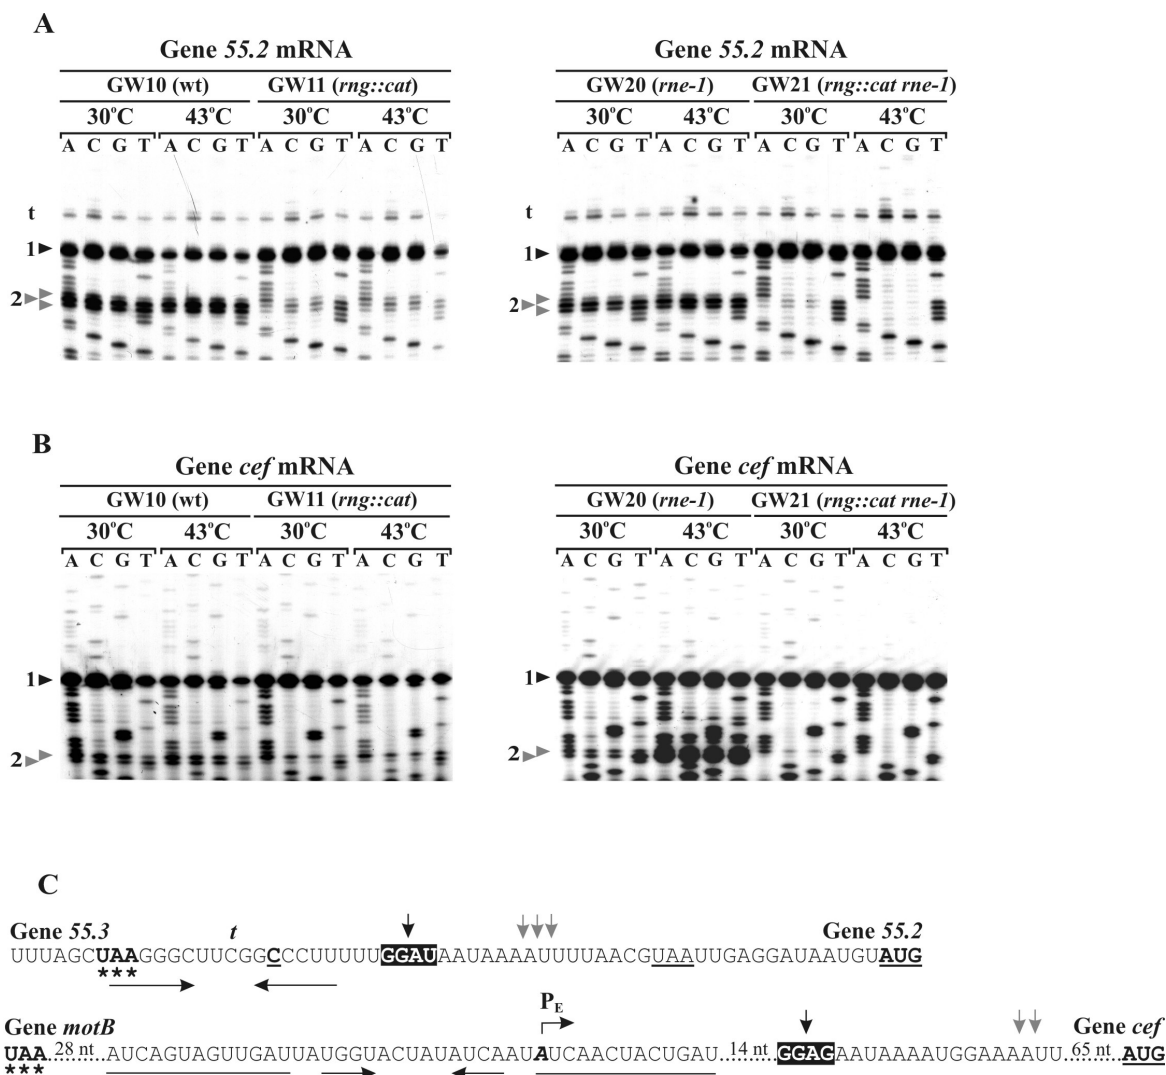 A
Gene 55.2 mRNA
Gene 55.2 mRNA
GW10 (wt) GW11 (rng::cat)
GW20 (rne-1) GW21 (rng::cat rne-1)
30°C 43°C 30°C 43°C
30°C 43°C 30°C 43°C
A C G T A C G T A C G T A C G T
A C G T A C G T A C G T A C G T
t
t
1
1
2
2
B
Gene cef mRNA
Gene cef mRNA
GW10 (wt) GW11 (rng::cat)
GW20 (rne-1) GW21 (rng::cat rne-1)
30°C 43°C 30°C 43°C
30°C 43°C 30°C 43°C
A C G T A C G T A C G T A C G T
A C G T A C G T A C G T A C G T
1
1
2
2
C
Gene 55.3 t Gene 55.2
UUUAGCUAAGGGCUUCGGCCCUUUUUGGAUAAUAAAAUUUUAACGUAAUUGAGGAUAAUGUAUG
***
PE
Gene motB Gene cef
UAA......28 nt......AUCAGUAGUUGAUUAUGGUACUAUAUCAAUAUCAACUACUGAU......14 nt......GGAGAAUAAAAUGGAAAAUU......65 nt......AUG
***